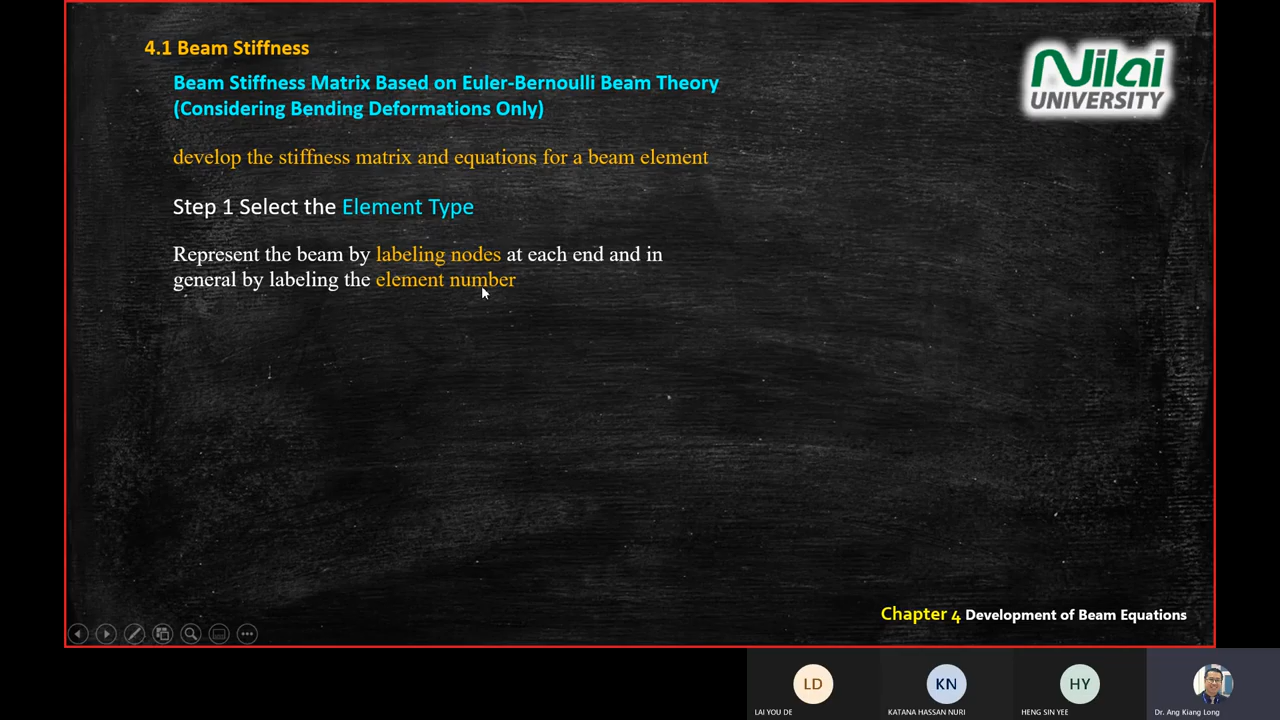 4.1 Beam Stiffness
Beam Stiffness Matrix Based on Euler-Bernoulli Beam Theory
(Considering Bending Deformations Only)
develop the stiffness matrix and equations for a beam element
Step 1 Select the Element Type
Represent the beam by labeling nodes at each end and in
general by labeling the element number
Nilai
UNIVERSITY
Chapter 4 Development of Beam Equations
LD
KN
HY
LAI YOU DE
KATANA HASSAN NURI
HENG SIN YEE
Dr. Ang Kiang Long